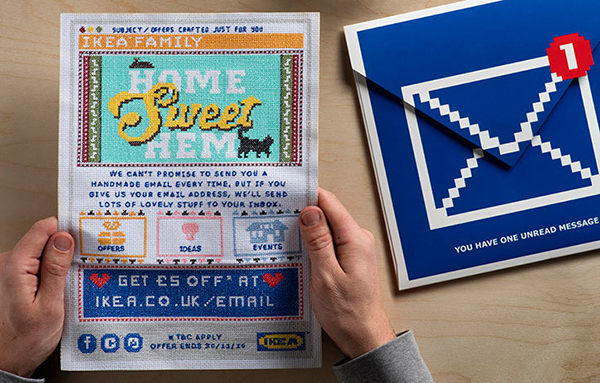 SUBJECT/OFFERS CRAFTED JUST FOR YOU
IKEA FAMILY
HOME
Sweet
HEM
WE CAN'T PROMISE TO SEND YOU A
HANDMADE EMAIL EVERY TIME, BUT IF YOU
GIVE US YOUR EMAIL ADDRESS, WE'LL SEND
LOTS OF LOVELY STUFF TO YOUR INBOX.
OFFERS
IDEAS
EVENTS
GET £5 OFF* AT
IKEA.CO.UK/EMAIL
*TBC APPLY
OFFER ENDS 30/12/16
IKEA
1
YOU HAVE ONE UNREAD MESSAGE